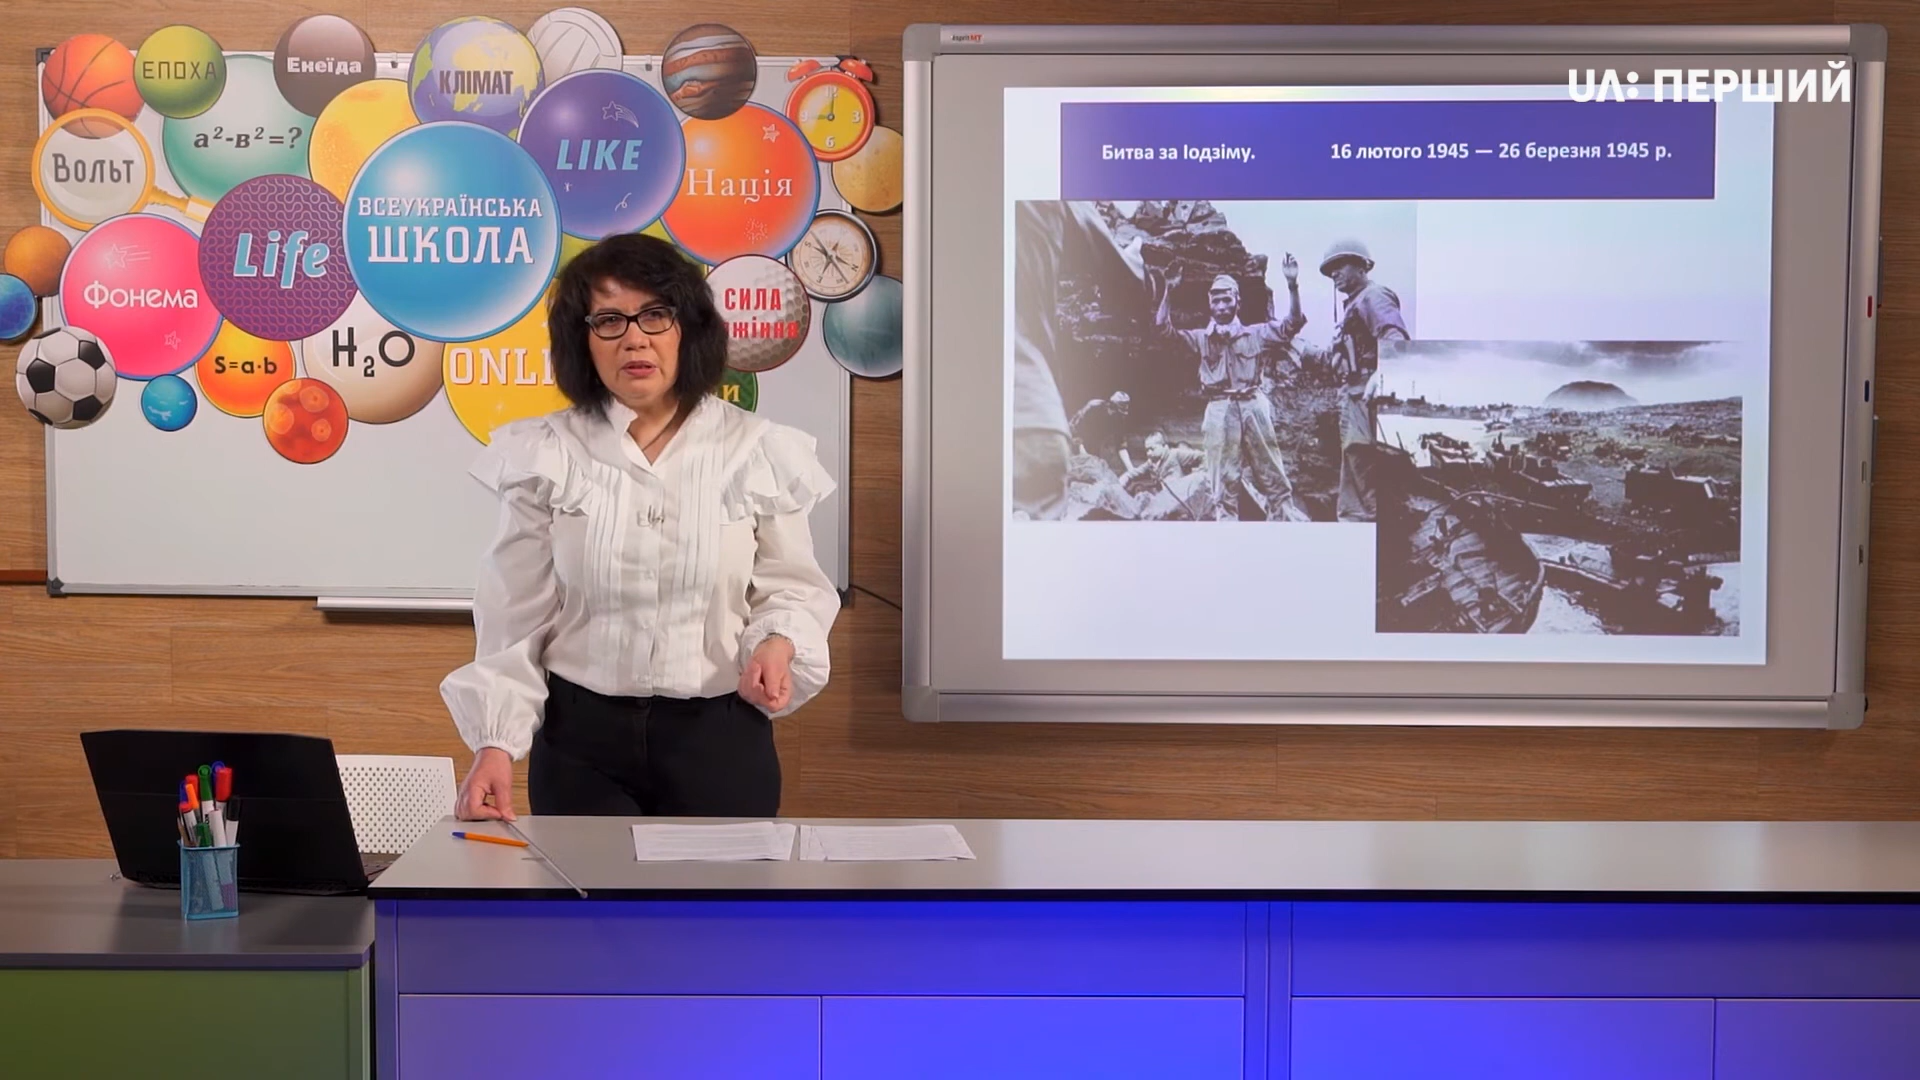 ЕПОХА
Енеїда
КЛІМАТ
a²-в²=?
Вольт
LIKE
Нація
ВСЕУКРАЇНСЬКА
ШКОЛА
Life
Фонема
СИЛА
S=a·b
H₂O
UA: ПЕРШИЙ
Битва за Іодзіму. 16 лютого 1945 — 26 березня 1945 р.